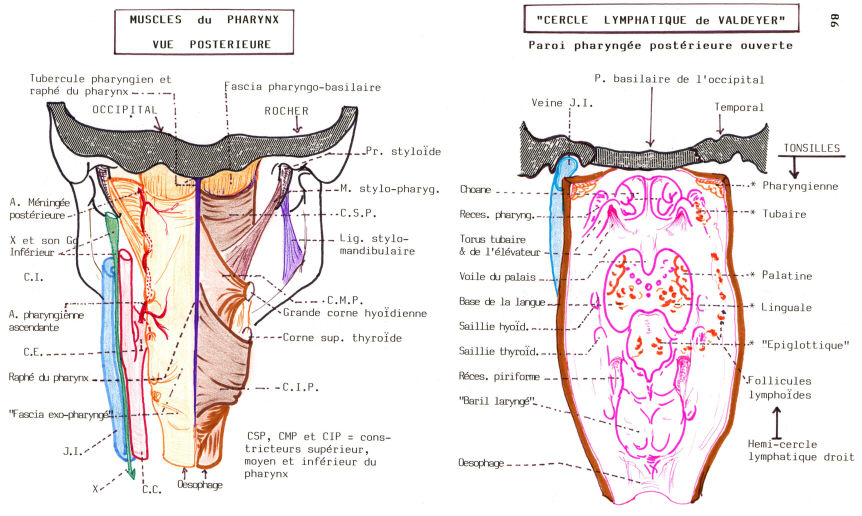 MUSCLES du PHARYNX
VUE POSTERIEURE
Tubercule pharyngien et
raphé du pharynx
Fascia pharyngo-basilaire
OCCIPITAL
ROCHER
Pr. styloïde
M. stylo-pharyg.
C.S.P.
Lig. stylo-
mandibulaire
C.M.P.
Grande corne hyoïdienne
Corne sup. thyroïde
C.I.P.
A. Méningée
postérieure
X et son Gg
Inférieur
C.I.
A. pharyngiènne
ascendante
C.E.
Raphé du pharynx
"Fascia exo-pharyngé"
J.I.
X
C.C.
Oesophage
CSP, CMP et CIP = cons-
tricteurs supérieur,
moyen et inférieur du
pharynx
"CERCLE LYMPHATIQUE de VALDEYER"
86
Paroi pharyngée postérieure ouverte
P. basilaire de l'occipital
Veine J.I.
Temporal
TONSILLES
Choane
Reces. pharyng.
Torus tubaire
& de l'élévateur
Voile du palais
Base de la langue
Saillie hyoïd.
Saillie thyroïd.
Réces. piriforme
"Baril laryngé"
Oesophage
* Pharyngienne
* Tubaire
* Palatine
* Linguale
* "Epiglottique"
Follicules
lymphoïdes
Hemi-cercle
lymphatique droit